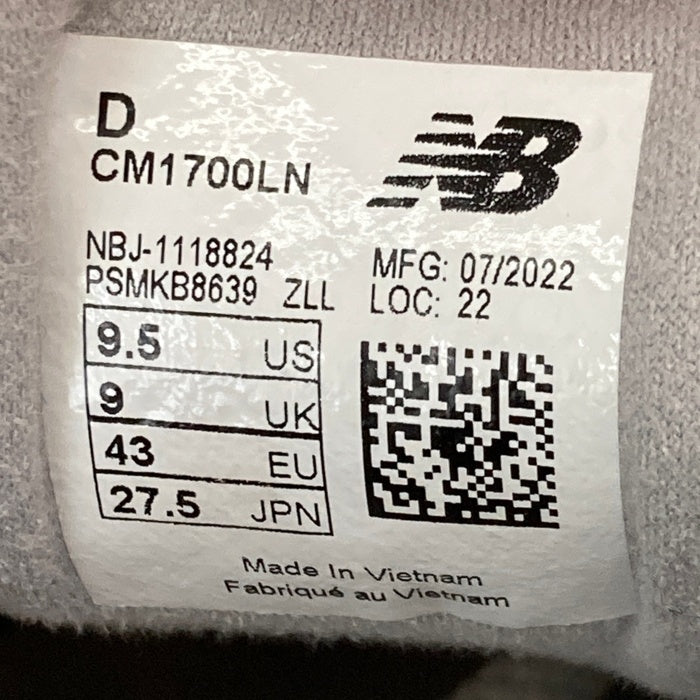 D
CM1700LN
NB
NBJ-1118824
PSMKB8639 ZLL
MFG: 07/2022
LOC: 22
9.5 US
9 UK
43 EU
27.5 JPN
Made In Vietnam
Fabriqué au Vietnam